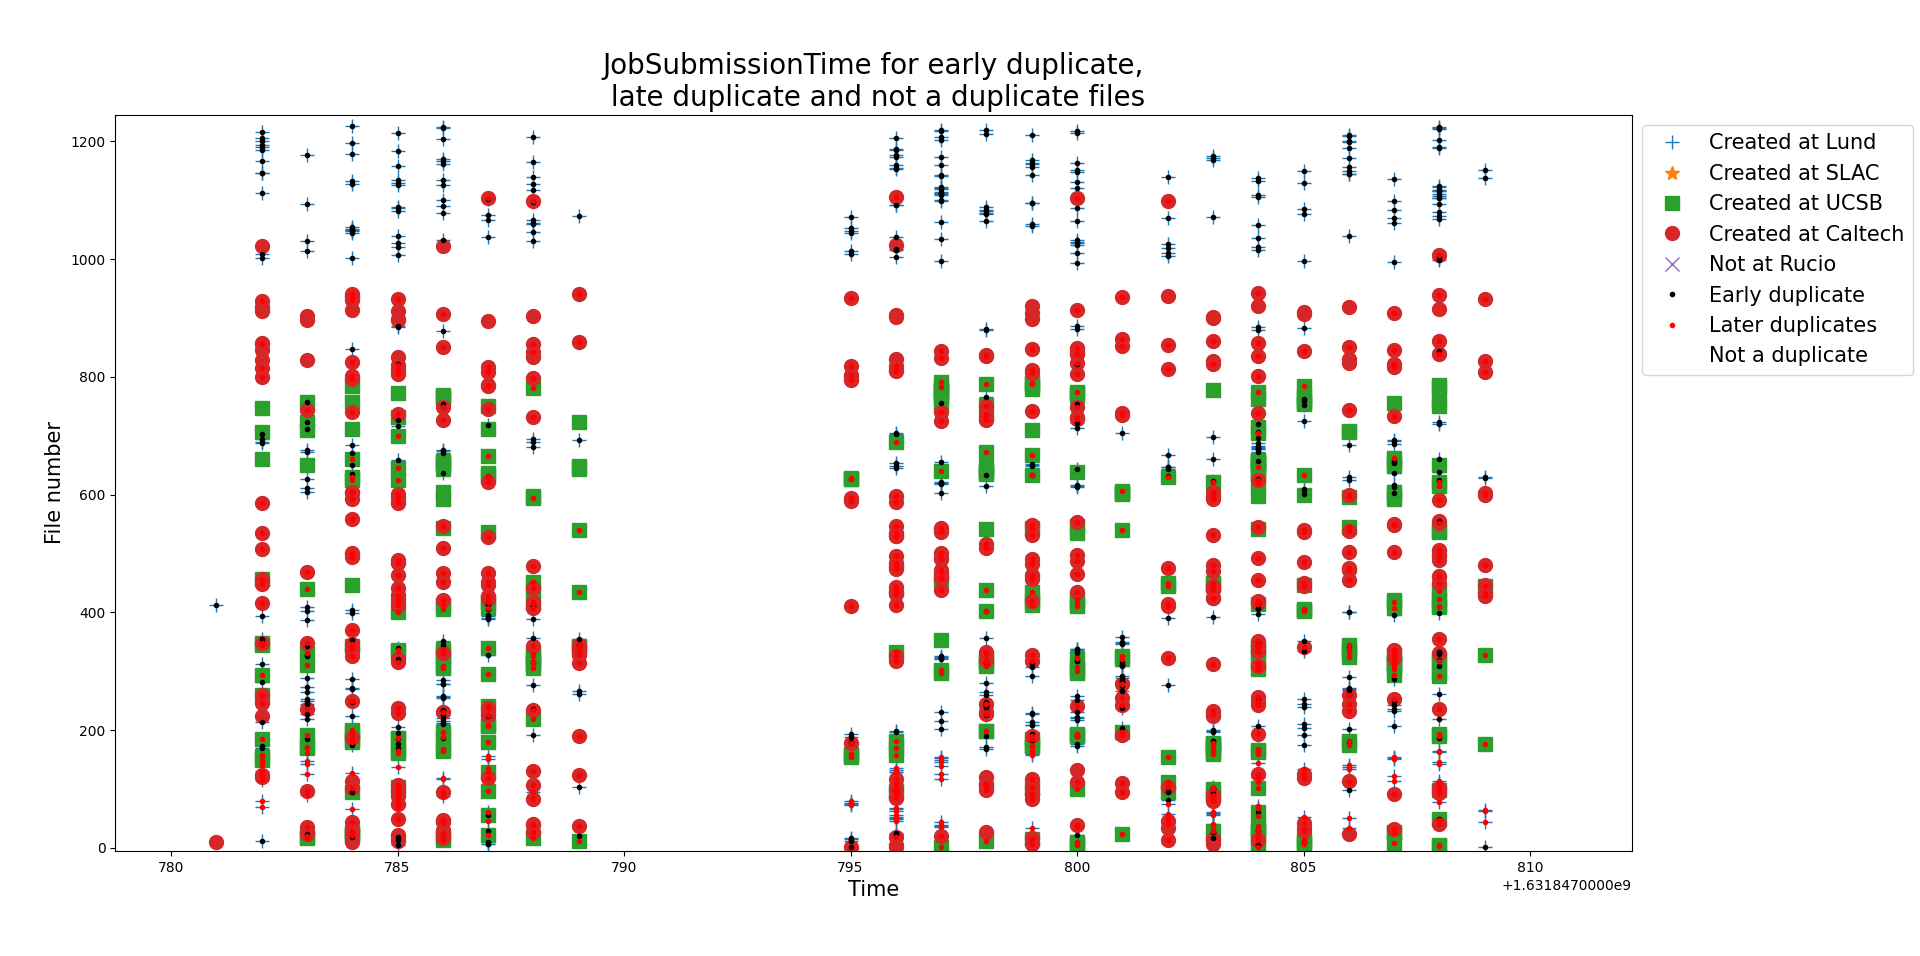 JobSubmissionTime for early duplicate,
late duplicate and not a duplicate files
File number
1200
1000
800
600
400
200
0
780
785
790
795
800
805
810
+1.6318470000e9
Time
Created at Lund
Created at SLAC
Created at UCSB
Created at Caltech
Not at Rucio
Early duplicate
Later duplicates
Not a duplicate